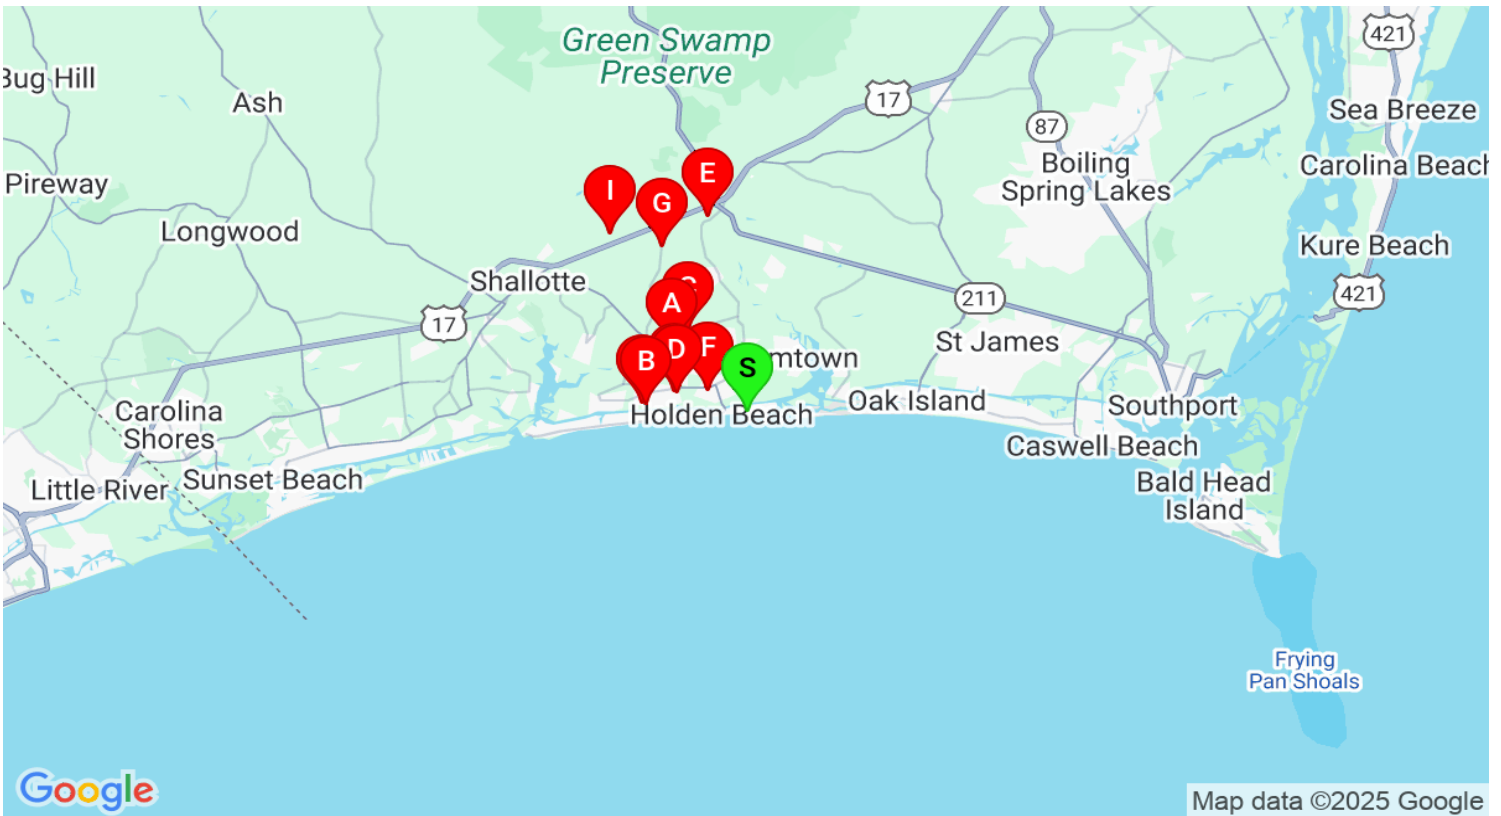 Green Swamp
Preserve
421
Bug Hill
Ash
17
Sea Breeze
87
Carolina Beach
Boiling
Spring Lakes
Pireway
E
I
G
Longwood
Kure Beach
Shallotte
421
211
A
17
St James
B
D
F
S
mtown
Oak Island
Southport
Holden Beach
Carolina
Shores
Caswell Beach
Sunset Beach
Little River
Bald Head
Island
Frying
Pan Shoals
Google
Map data ©2025 Google